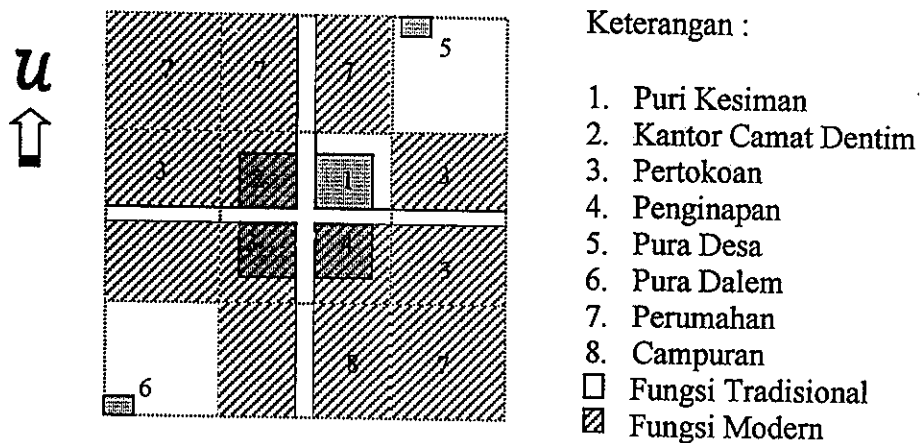 U
5
7 7 7
3 2 1 3
3 4 3
8 7
6
Keterangan :
1. Puri Kesiman
2. Kantor Camat Dentim
3. Pertokoan
4. Penginapan
5. Pura Desa
6. Pura Dalem
7. Perumahan
8. Campuran
Fungsi Tradisional
Fungsi Modern